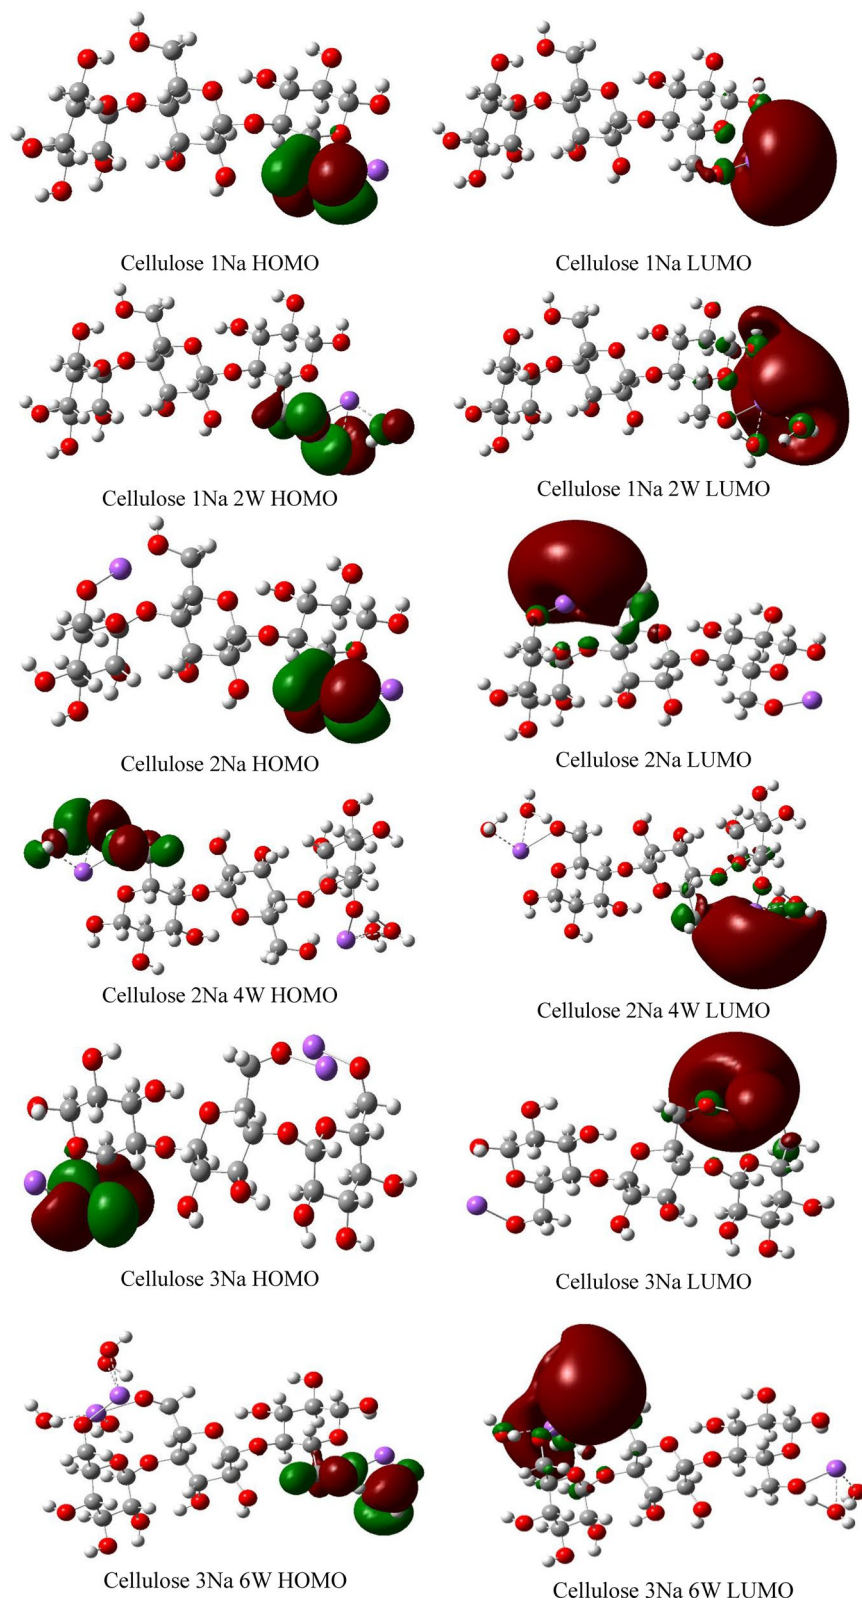 Cellulose 1Na HOMO
Cellulose 1Na LUMO
Cellulose 1Na 2W HOMO
Cellulose 1Na 2W LUMO
Cellulose 2Na HOMO
Cellulose 2Na LUMO
Cellulose 2Na 4W HOMO
Cellulose 2Na 4W LUMO
Cellulose 3Na HOMO
Cellulose 3Na LUMO
Cellulose 3Na 6W HOMO
Cellulose 3Na 6W LUMO